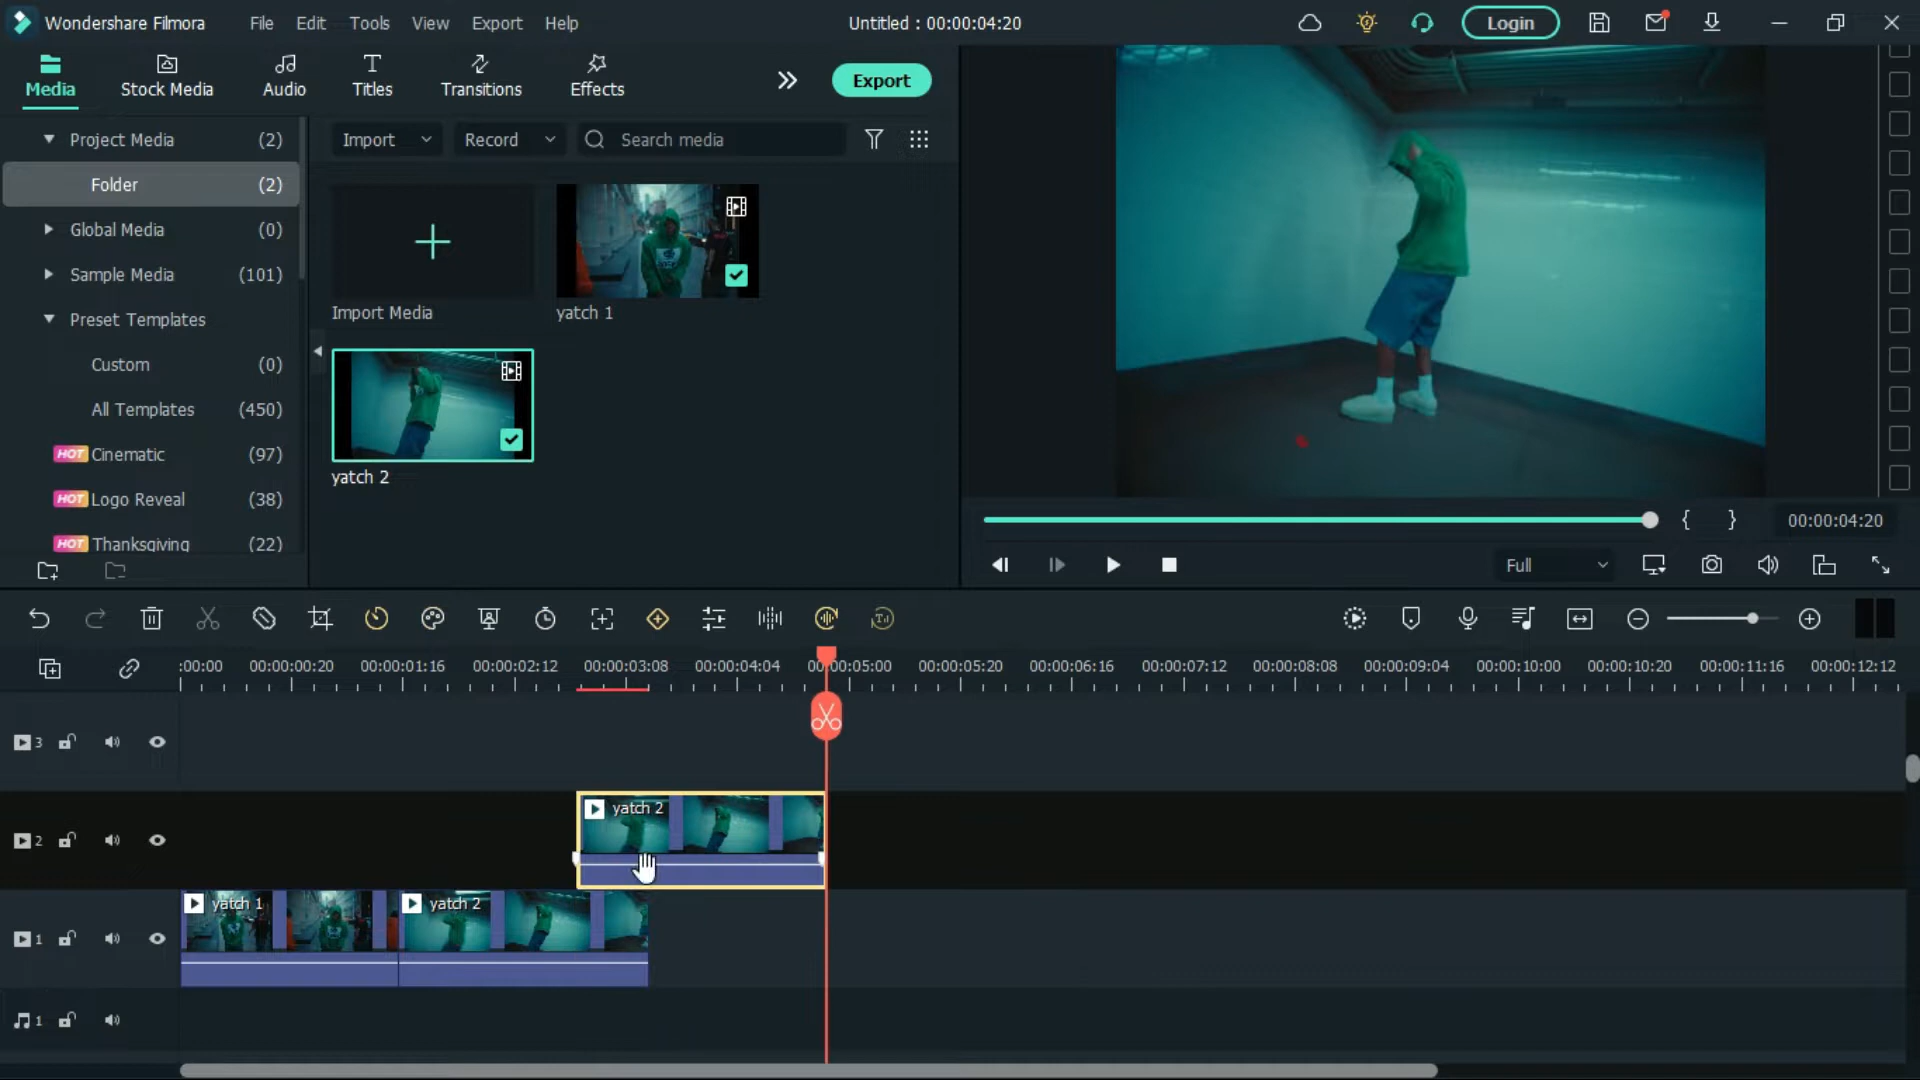 Wondershare Filmora File Edit Tools View Export Help Untitled : 00:00:04:20 Login
Media Stock Media Audio Titles Transitions Effects Export
Project Media (2) Import Record Search media
Folder (2)
Global Media (0)
Sample Media (101)
Import Media yatch 1
Preset Templates
Custom (0)
All Templates (450)
HOT Cinematic (97)
yatch 2
HOT Logo Reveal (38)
HOT Thanksgiving (22)
{ } 00:00:04:20
Full
:00:00 00:00:00:20 00:00:01:16 00:00:02:12 00:00:03:08 00:00:04:04 00:00:05:00 00:00:05:20 00:00:06:16 00:00:07:12 00:00:08:08 00:00:09:04 00:00:10:00 00:00:10:20 00:00:11:16 00:00:12:12
3
yatch 2
2
yatch 1 yatch 2
1
1